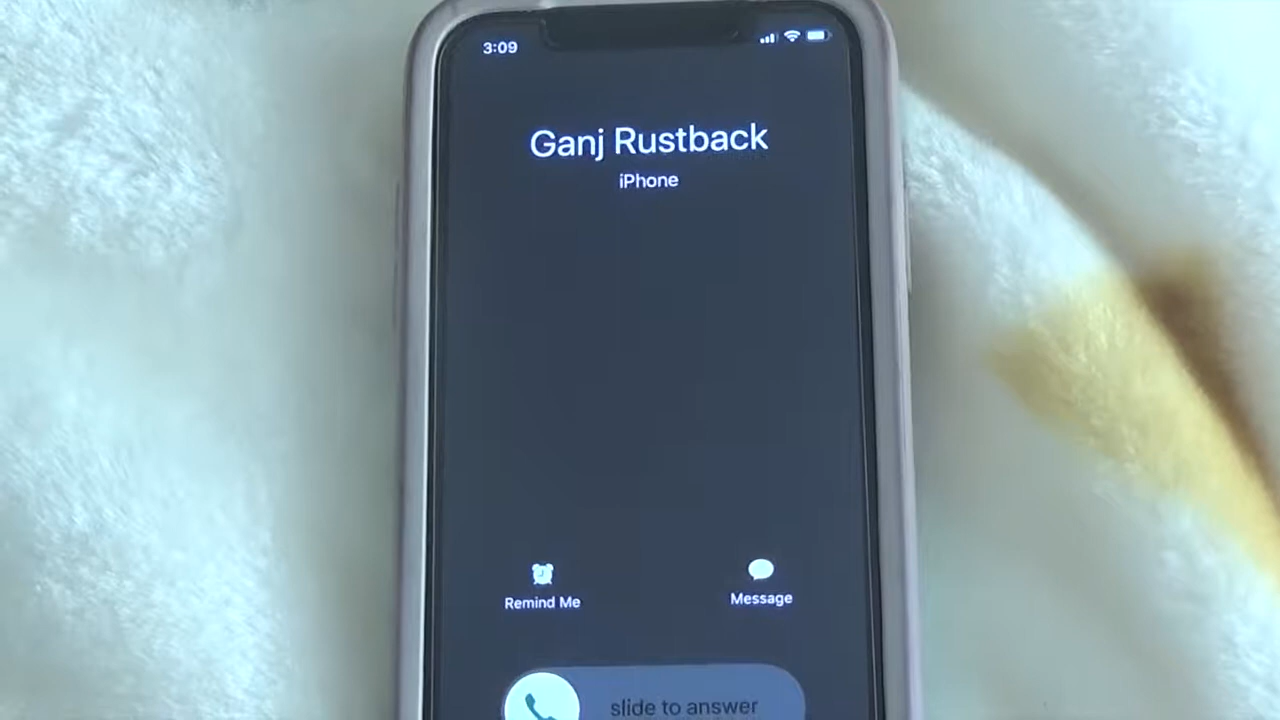 3:09
Ganj Rustback
iPhone
Remind Me
Message
slide to answer